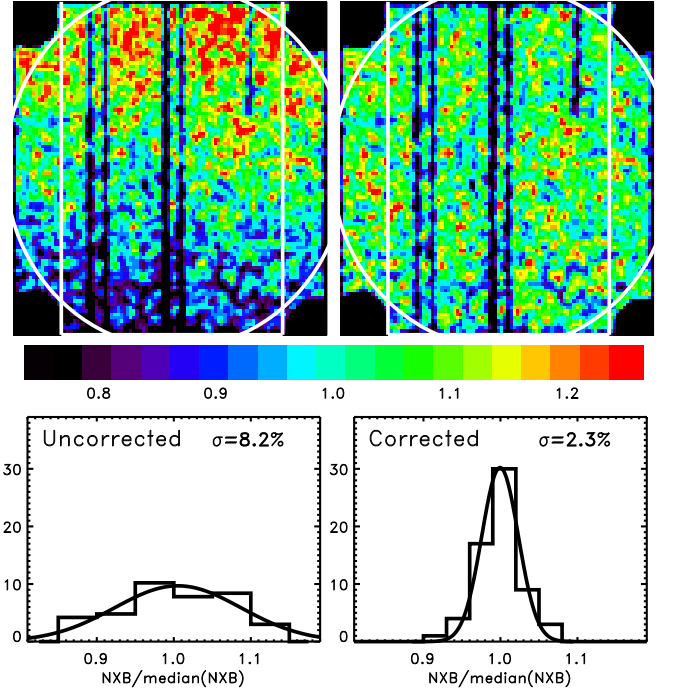 0.8 0.9 1.0 1.1 1.2
Uncorrected σ=8.2%
30
20
10
0
0.9 1.0 1.1
NXB/median(NXB)
Corrected σ=2.3%
30
20
10
0
0.9 1.0 1.1
NXB/median(NXB)